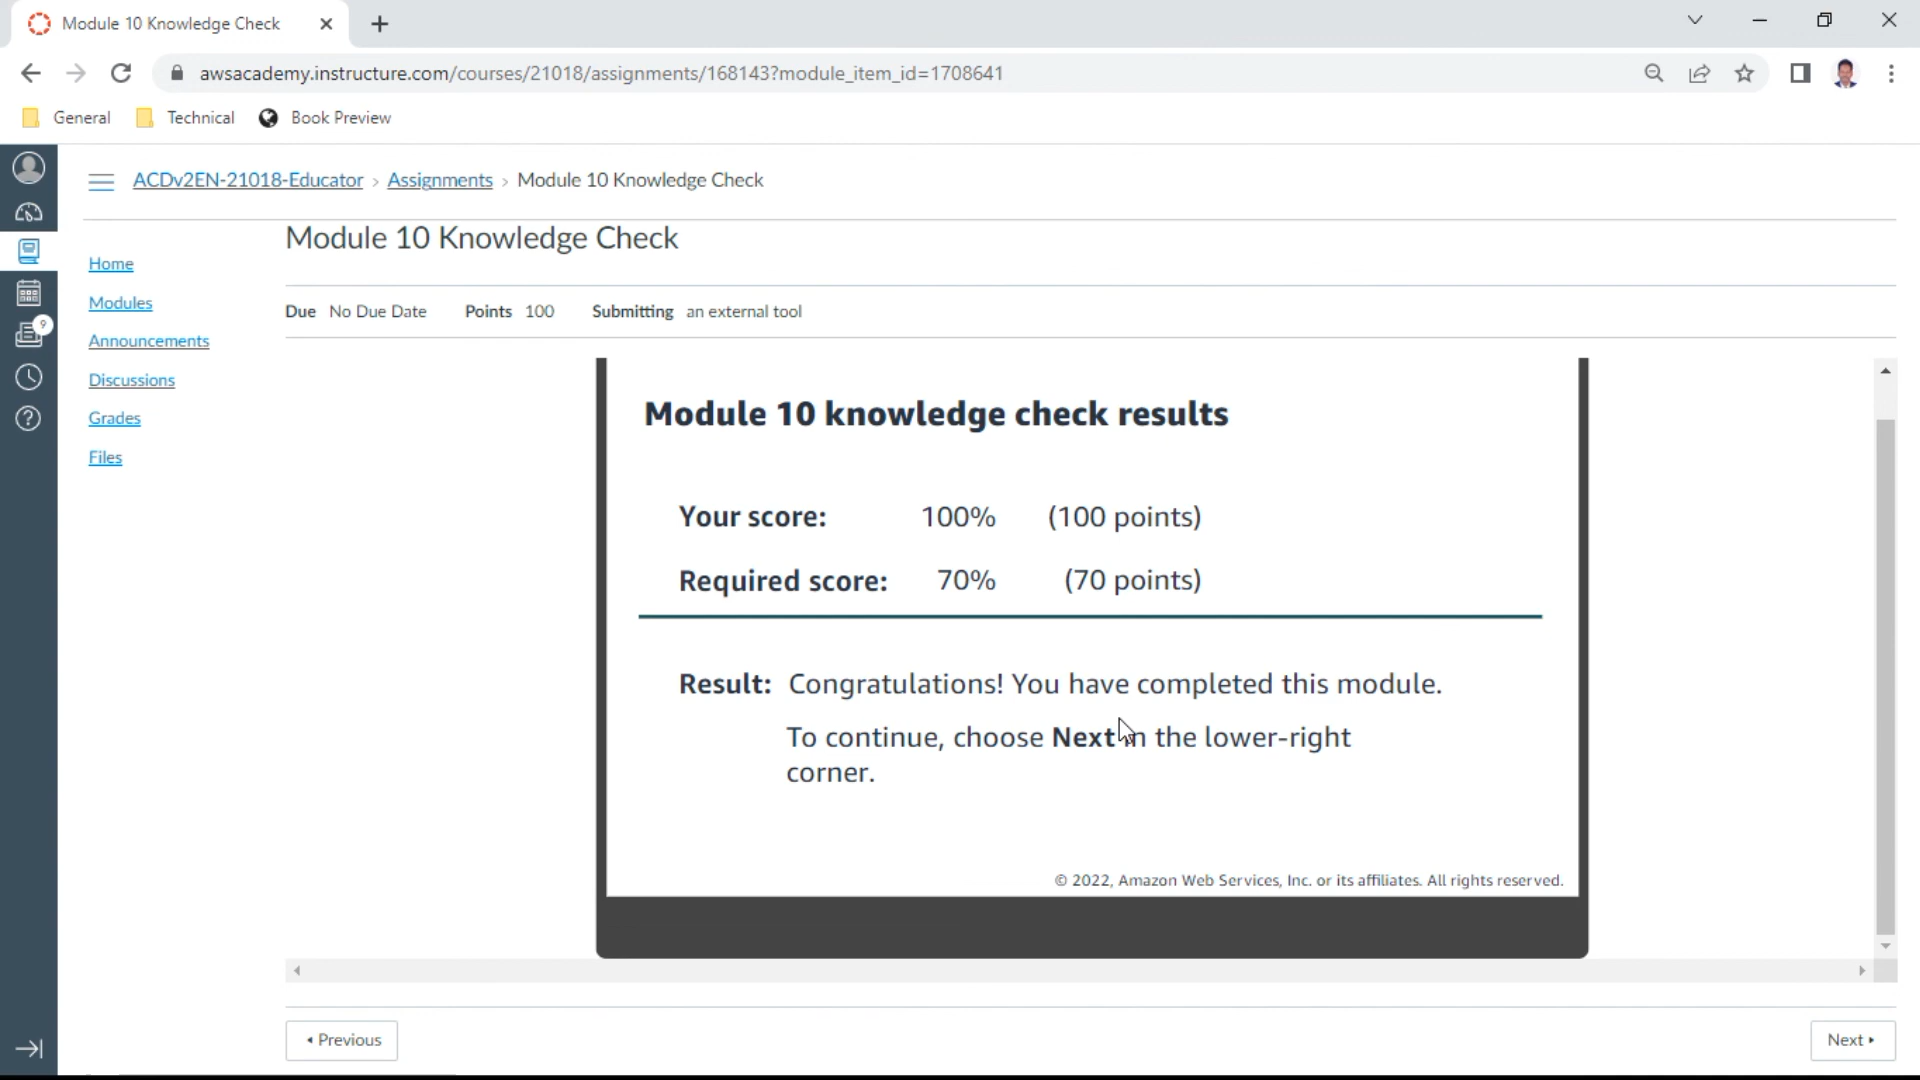 Module 10 Knowledge Check
awsacademy.instructure.com/courses/21018/assignments/168143?module_item_id=1708641
General Technical Book Preview
ACDv2EN-21018-Educator › Assignments › Module 10 Knowledge Check
Module 10 Knowledge Check
Home
Modules
Announcements
Discussions
Grades
Files
9
Due No Due Date Points 100 Submitting an external tool
Module 10 knowledge check results
Your score: 100% (100 points)
Required score: 70% (70 points)
Result: Congratulations! You have completed this module.
To continue, choose Next in the lower-right
corner.
© 2022, Amazon Web Services, Inc. or its affiliates. All rights reserved.
Previous
Next